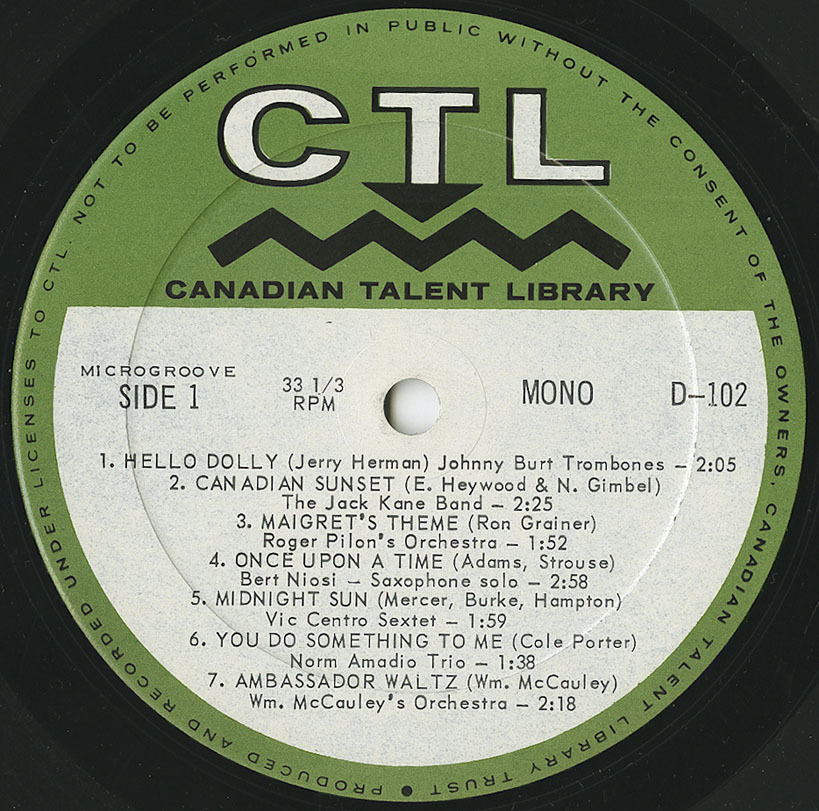 PRODUCED AND RECORDED UNDER LICENSES TO CTL. NOT TO BE PERFORMED IN PUBLIC WITHOUT THE CONSENT OF THE OWNERS, CANADIAN TALENT LIBRARY TRUST ●
CTL
CANADIAN TALENT LIBRARY
MICROGROOVE
SIDE 1
33 1/3
RPM
MONO
D-102
1. HELLO DOLLY (Jerry Herman) Johnny Burt Trombones – 2:05
2. CANADIAN SUNSET (E. Heywood & N. Gimbel)
The Jack Kane Band – 2:25
3. MAIGRET'S THEME (Ron Grainer)
Roger Pilon's Orchestra – 1:52
4. ONCE UPON A TIME (Adams, Strouse)
Bert Niosi – Saxophone solo – 2:58
5. MIDNIGHT SUN (Mercer, Burke, Hampton)
Vic Centro Sextet – 1:59
6. YOU DO SOMETHING TO ME (Cole Porter)
Norm Amadio Trio – 1:38
7. AMBASSADOR WALTZ (Wm. McCauley)
Wm. McCauley's Orchestra – 2:18